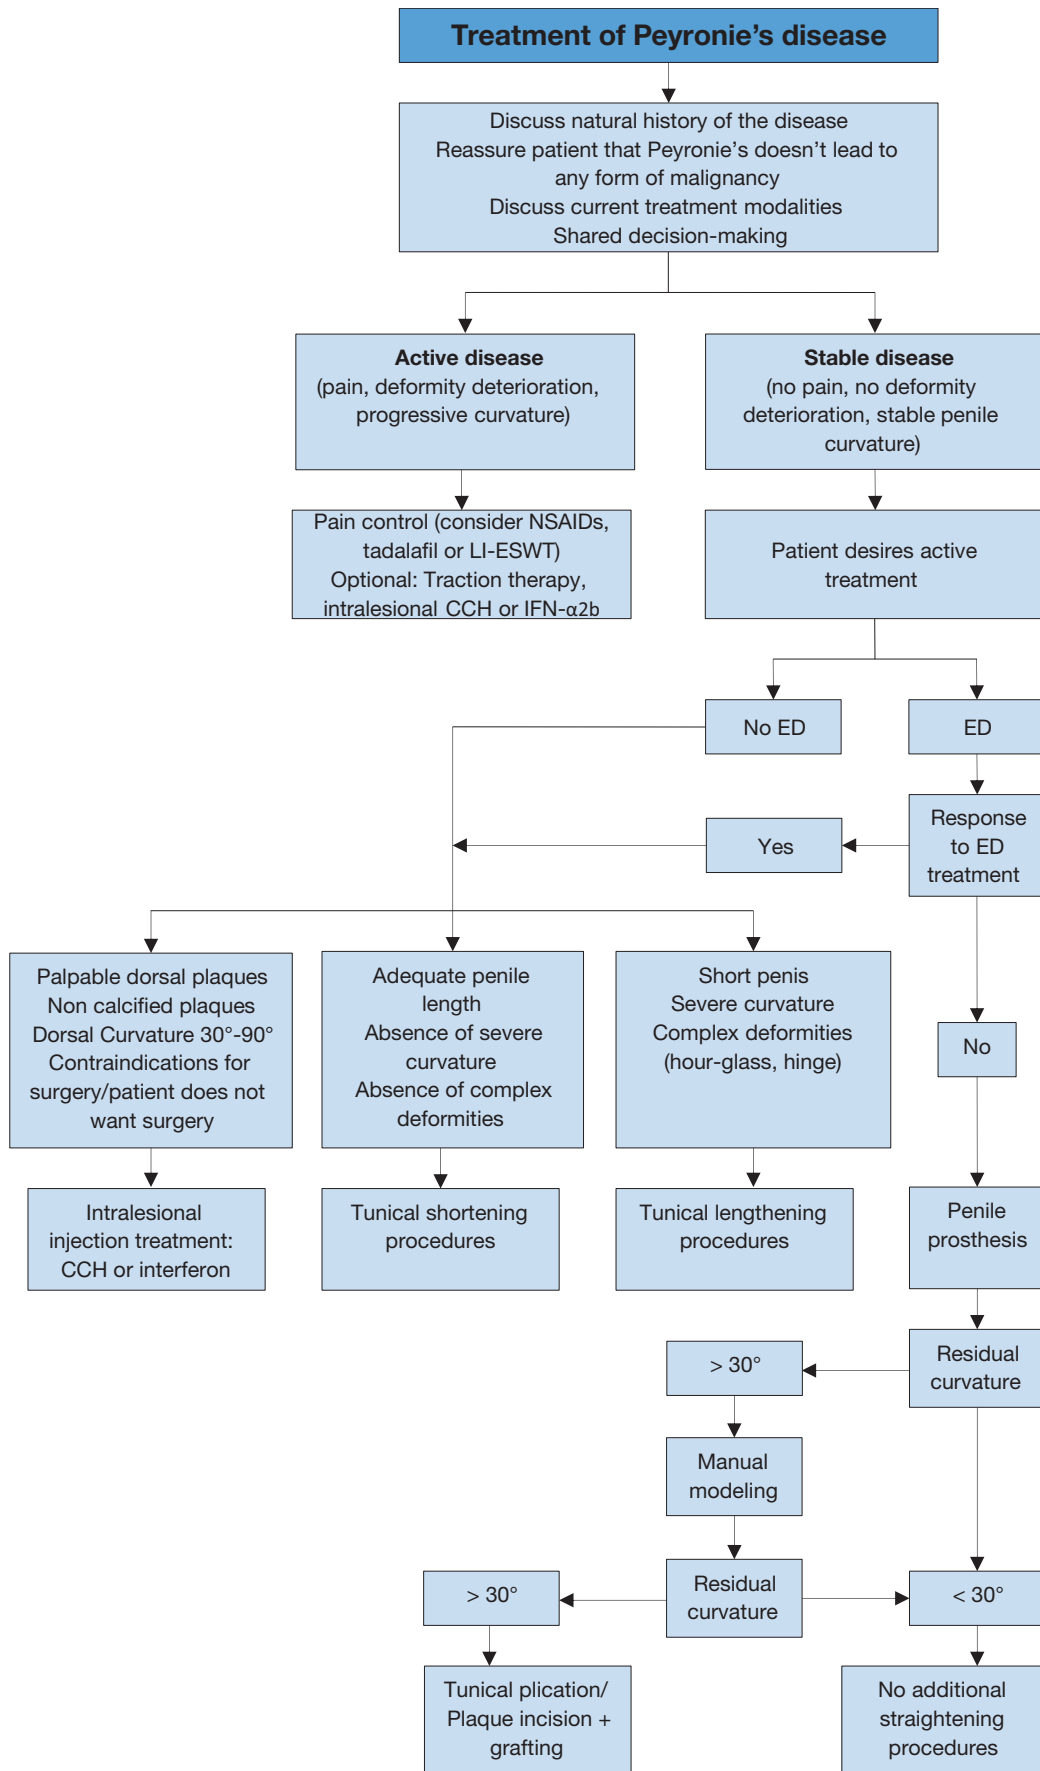 Treatment of Peyronie’s disease
Discuss natural history of the disease
Reassure patient that Peyronie’s doesn’t lead to
any form of malignancy
Discuss current treatment modalities
Shared decision-making
Active disease
(pain, deformity deterioration,
progressive curvature)
Stable disease
(no pain, no deformity
deterioration, stable penile
curvature)
Pain control (consider NSAIDs,
tadalafil or LI-ESWT)
Optional: Traction therapy,
intralesional CCH or IFN-α2b
Patient desires active
treatment
No ED
ED
Yes
Response
to ED
treatment
Palpable dorsal plaques
Non calcified plaques
Dorsal Curvature 30°-90°
Contraindications for
surgery/patient does not
want surgery
Adequate penile
length
Absence of severe
curvature
Absence of complex
deformities
Short penis
Severe curvature
Complex deformities
(hour-glass, hinge)
No
Intralesional
injection treatment:
CCH or interferon
Tunical shortening
procedures
Tunical lengthening
procedures
Penile
prosthesis
> 30°
Residual
curvature
Manual
modeling
> 30°
Residual
curvature
< 30°
Tunical plication/
Plaque incision +
grafting
No additional
straightening
procedures